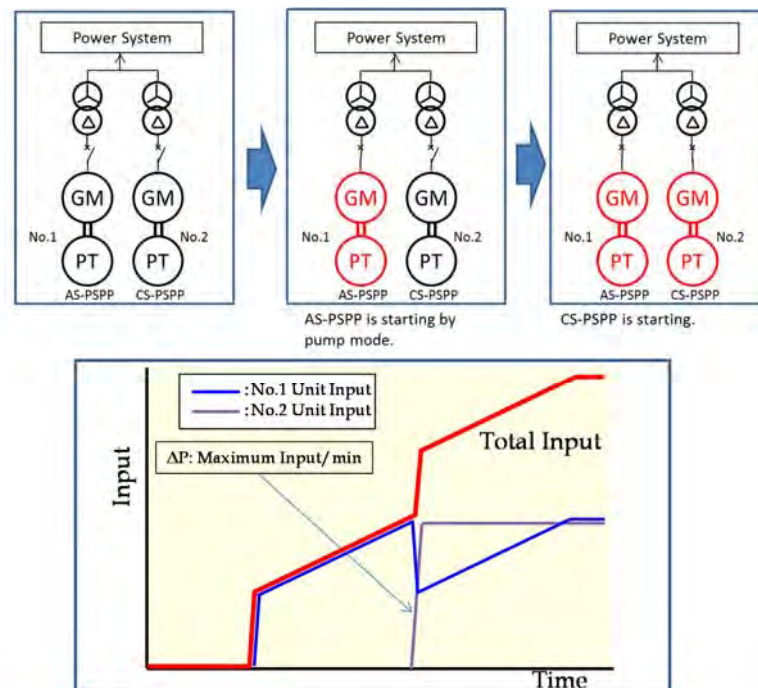 Power System
GM
GM
No.1
No.2
PT
PT
AS-PSPP
CS-PSPP
Power System
GM
GM
No.1
No.2
PT
PT
AS-PSPP
CS-PSPP
AS-PSPP is starting by
pump mode.
Power System
GM
GM
No.1
No.2
PT
PT
AS-PSPP
CS-PSPP
CS-PSPP is starting.
: No.1 Unit Input
: No.2 Unit Input
Total Input
ΔP: Maximum Input/min
Input
Time